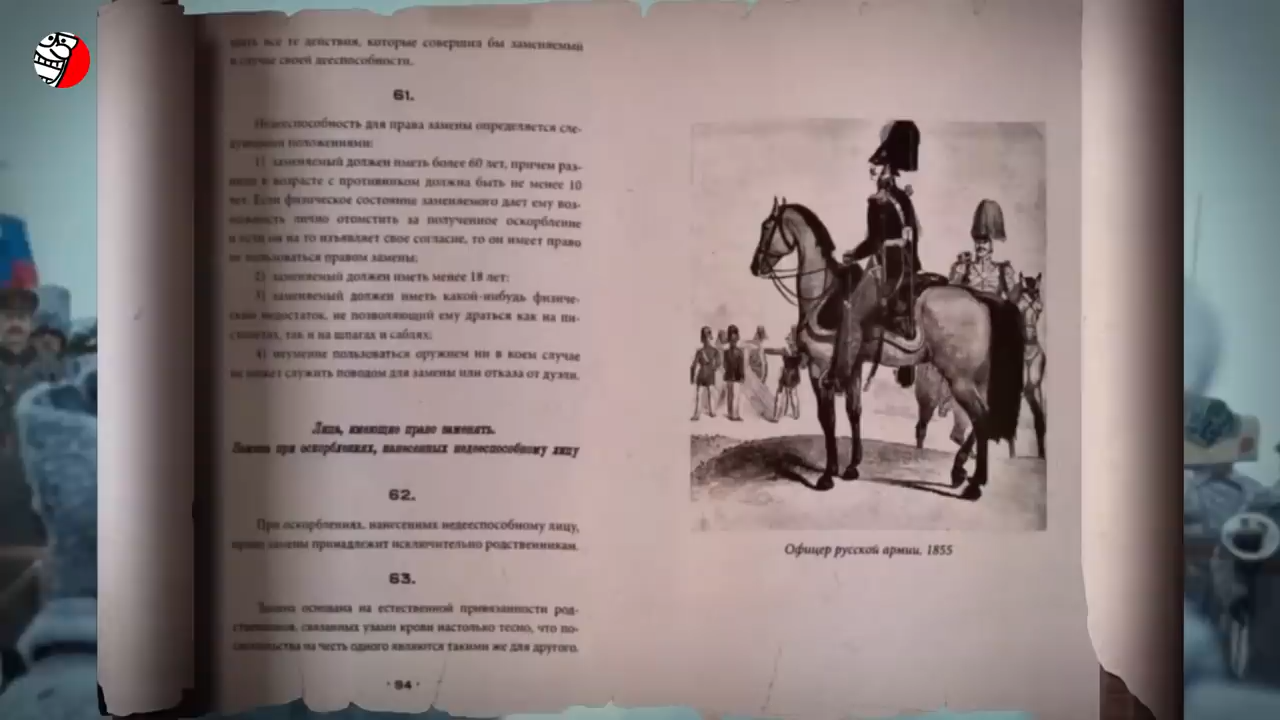 нить все те действия, которые совершил бы заменяемый
в случае своей дееспособности.
61.
Недееспособность для права замены определяется сле-
дующими положениями:
1) заменяемый должен иметь более 60 лет, причем раз-
ница в возрасте с противником должна быть не менее 10
лет. Если физическое состояние заменяемого дает ему воз-
можность лично отомстить за полученное оскорбление
и если он на то изъявляет свое согласие, то он имеет право
не пользоваться правом замены;
2) заменяемый должен иметь менее 18 лет;
3) заменяемый должен иметь какой-нибудь физиче-
ский недостаток, не позволяющий ему драться как на пи-
столетах, так и на шпагах и саблях;
4) неумение пользоваться оружием ни в коем случае
не может служить поводом для замены или отказа от дуэли.
Лица, имеющие право заменять.
Замена при оскорблениях, нанесенных недееспособному лицу
62.
При оскорблениях, нанесенных недееспособному лицу,
право замены принадлежит исключительно родственникам.
63.
Замена основана на естественной привязанности род-
ственников, связанных узами крови настолько тесно, что по-
сягательства на честь одного являются такими же для другого.
· 94 ·
Офицер русской армии, 1855